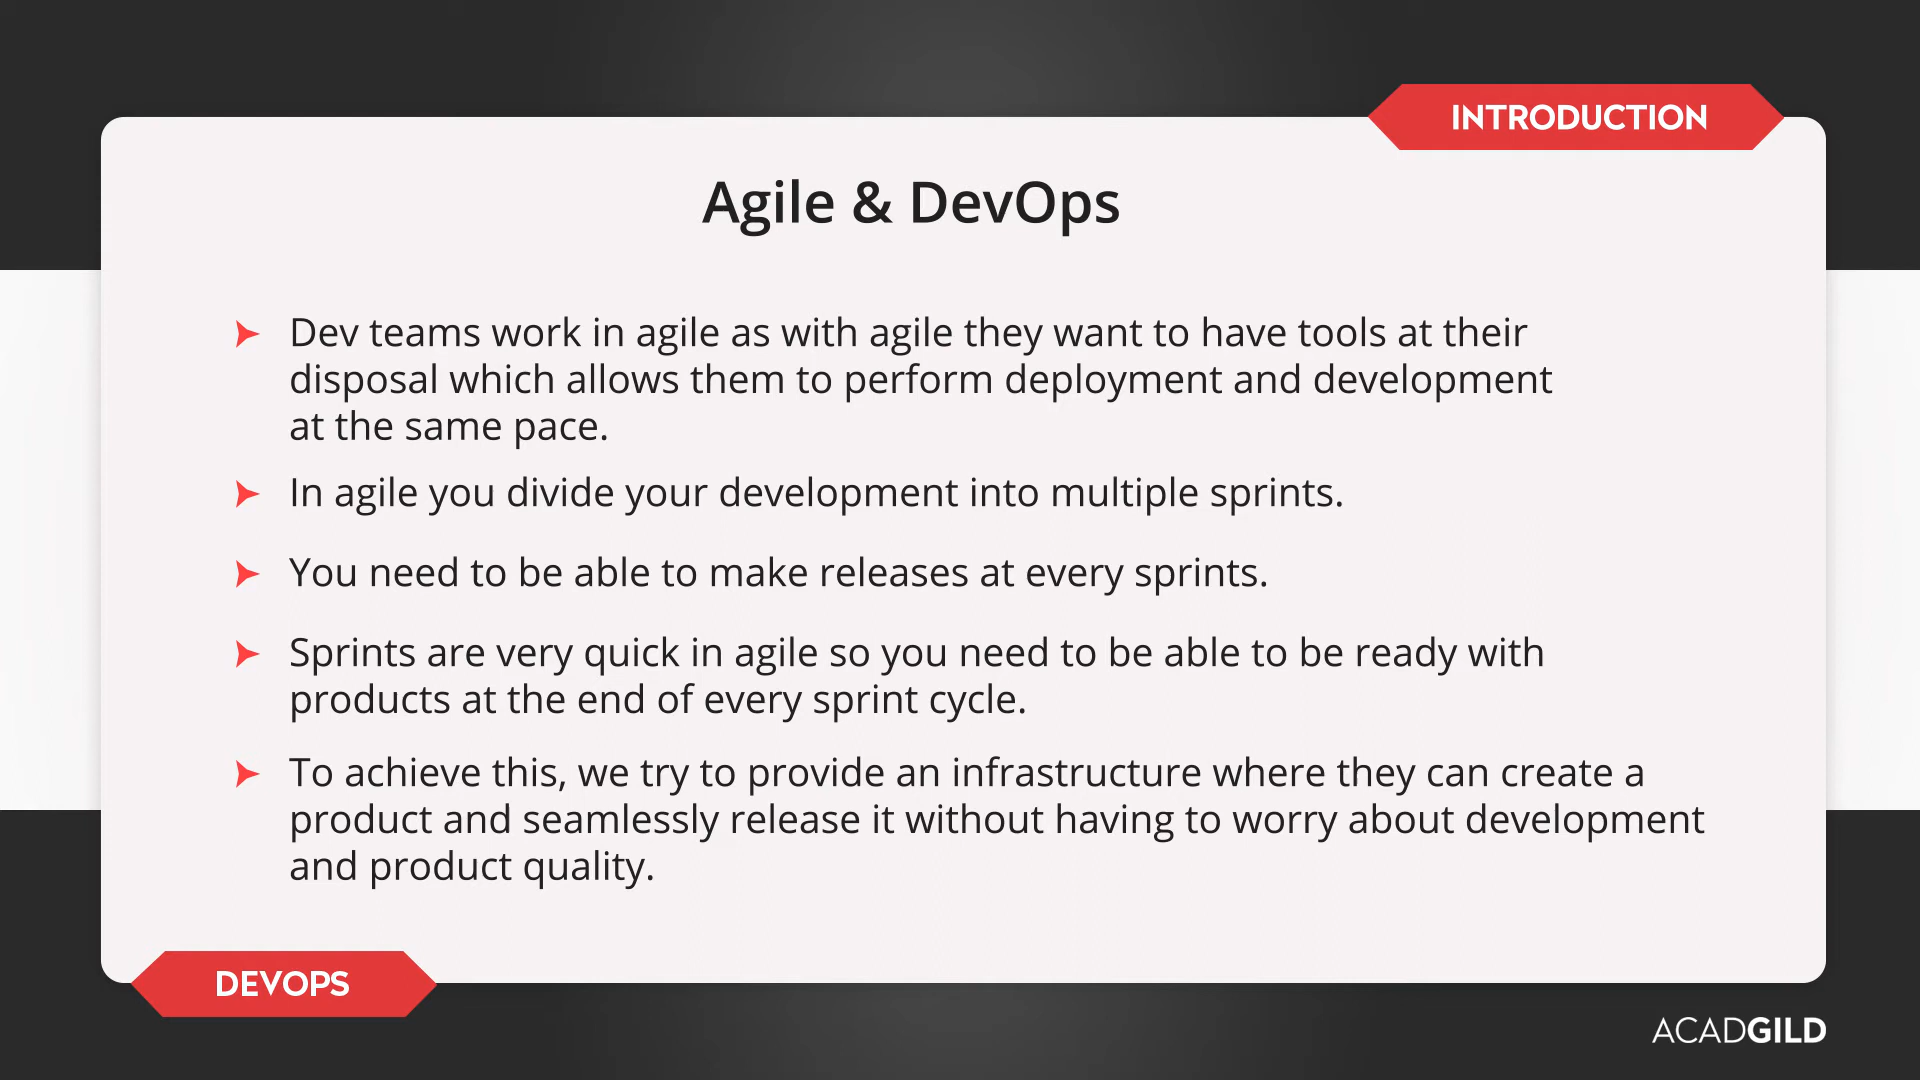 INTRODUCTION
Agile & DevOps
Dev teams work in agile as with agile they want to have tools at their
disposal which allows them to perform deployment and development
at the same pace.
In agile you divide your development into multiple sprints.
You need to be able to make releases at every sprints.
Sprints are very quick in agile so you need to be able to be ready with
products at the end of every sprint cycle.
To achieve this, we try to provide an infrastructure where they can create a
product and seamlessly release it without having to worry about development
and product quality.
DEVOPS
ACADGILD